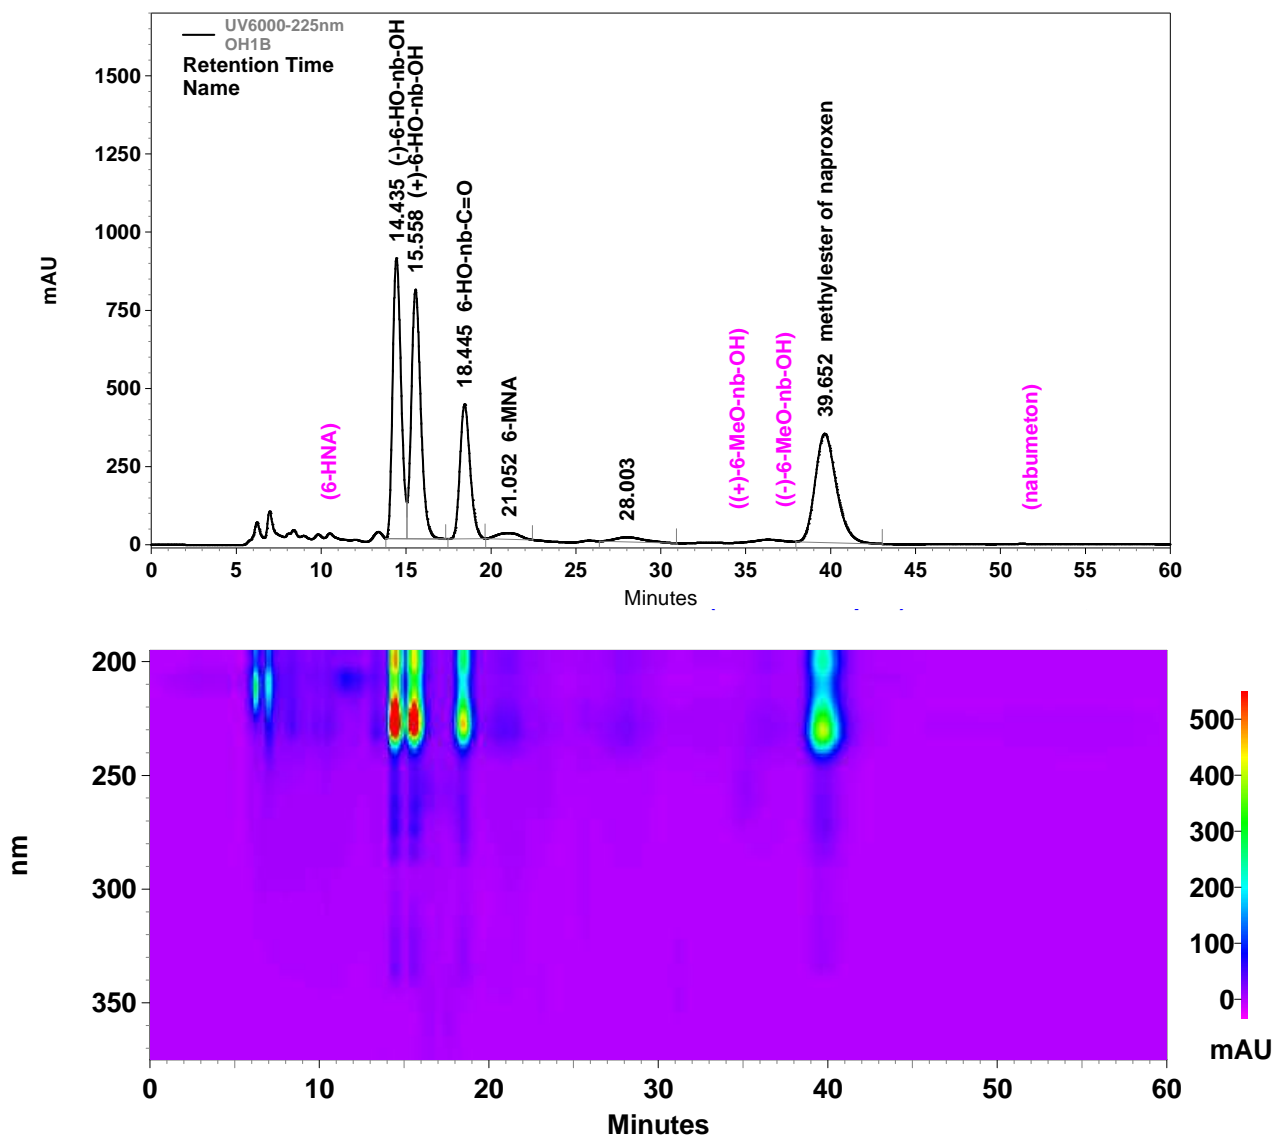 UV6000-225nm
OH1B
Retention Time
Name
mAU
1500
1250
1000
750
500
250
0
(6-HNA)
14.435 (-)-6-HO-nb-OH
15.558 (+)-6-HO-nb-OH
18.445 6-HO-nb-C=O
21.052 6-MNA
28.003
((+)-6-MeO-nb-OH)
((-)-6-MeO-nb-OH)
39.652 methylester of naproxen
(nabumeton)
0 5 10 15 20 25 30 35 40 45 50 55 60
Minutes
nm
200
250
300
350
0 10 20 30 40 50 60
Minutes
500
400
300
200
100
0
mAU